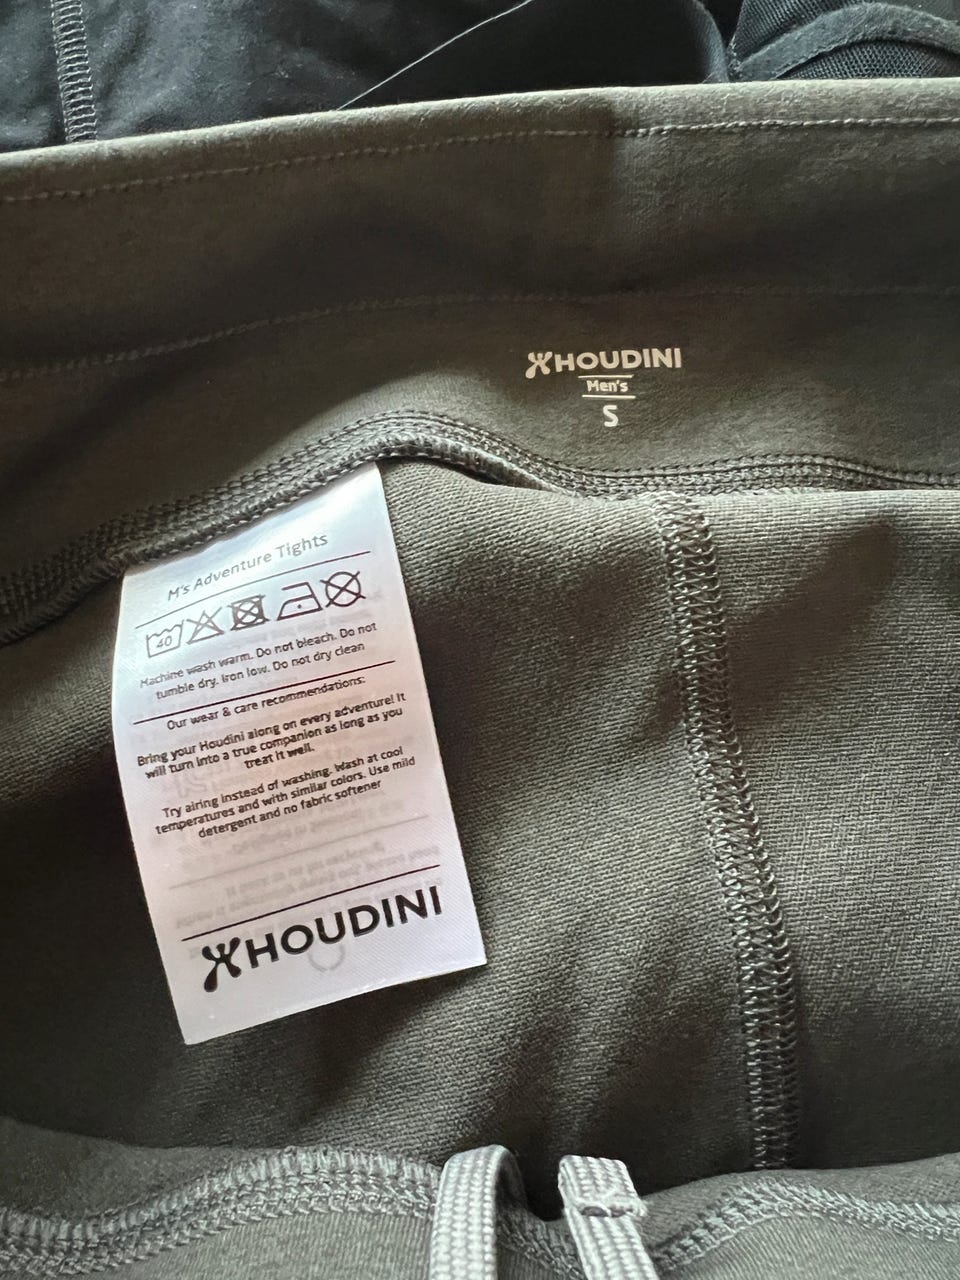 HOUDINI
Men's
S
M's Adventure Tights
40
Machine wash warm. Do not bleach. Do not
tumble dry. Iron low. Do not dry clean
Our wear & care recommendations:
Bring your Houdini along on every adventure! It
will turn into a true companion as long as you
treat it well.
Try airing instead of washing. Wash at cool
temperatures and with similar colors. Use mild
detergent and no fabric softener
HOUDINI